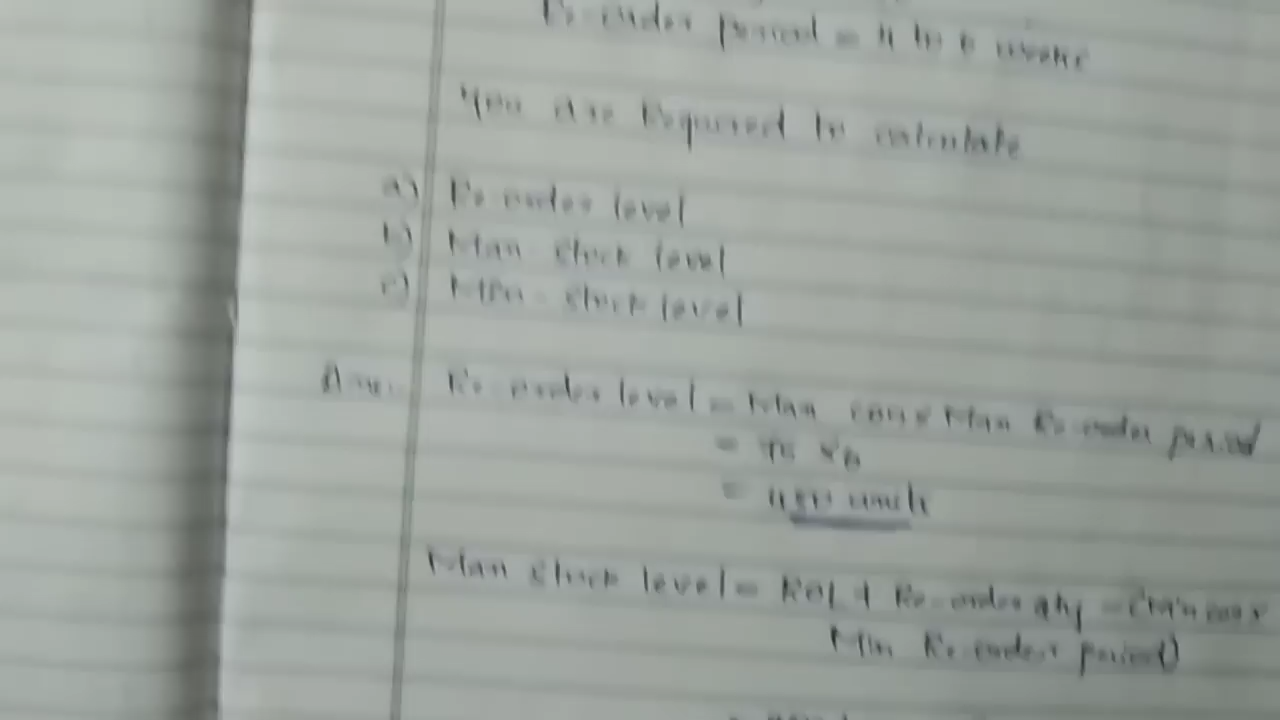 Re-order period = 4 to 6 weeks
You are Required to calculate
a) Re-order level
b) Max-stock level
c) Min-stock level
Ans: Re-order level = Max cons x Max Re-order period
= x 6
= units
Max stock level = ROL + Re-order qty - (Min cons x
Min Re-order period)